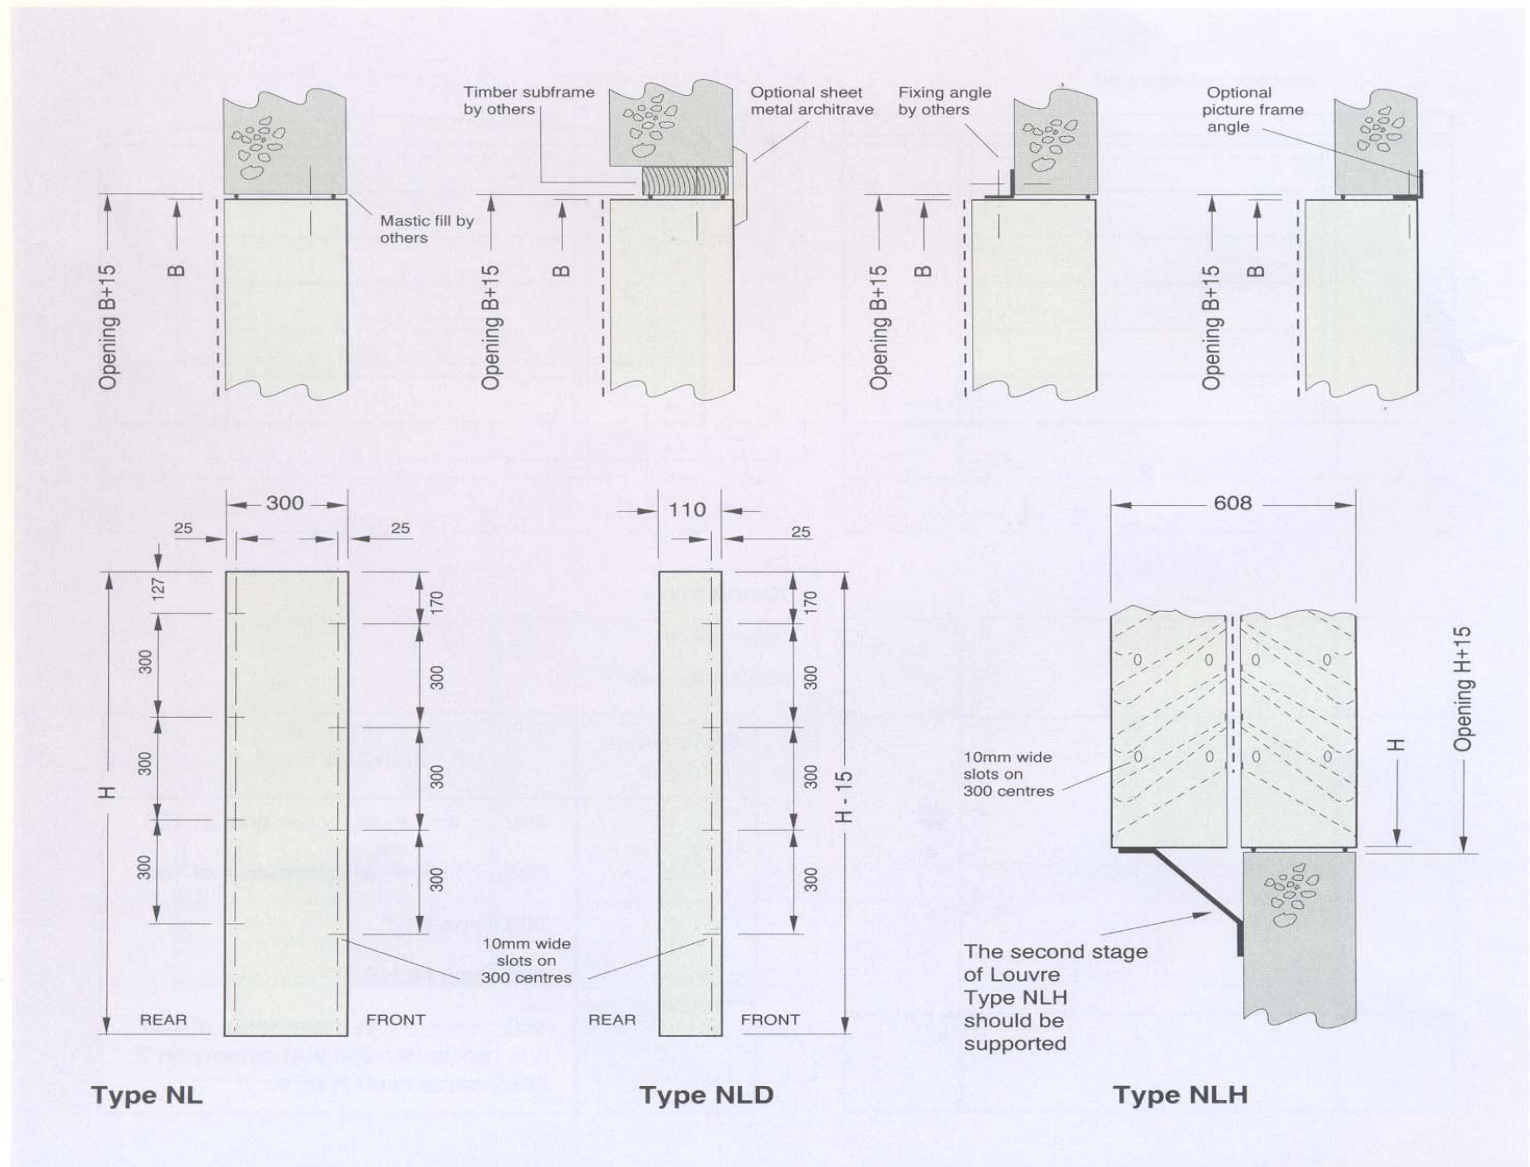 Timber subframe
by others
Optional sheet
metal architrave
Fixing angle
by others
Optional
picture frame
angle
Mastic fill by
others
Opening B+15
B
Opening B+15
B
Opening B+15
B
Opening B+15
B
300
25
25
127
300
300
300
H
170
300
300
300
REAR
FRONT
10mm wide
slots on
300 centres
110
25
170
300
300
300
H - 15
REAR
FRONT
608
10mm wide
slots on
300 centres
H
Opening H+15
The second stage
of Louvre
Type NLH
should be
supported
Type NL
Type NLD
Type NLH